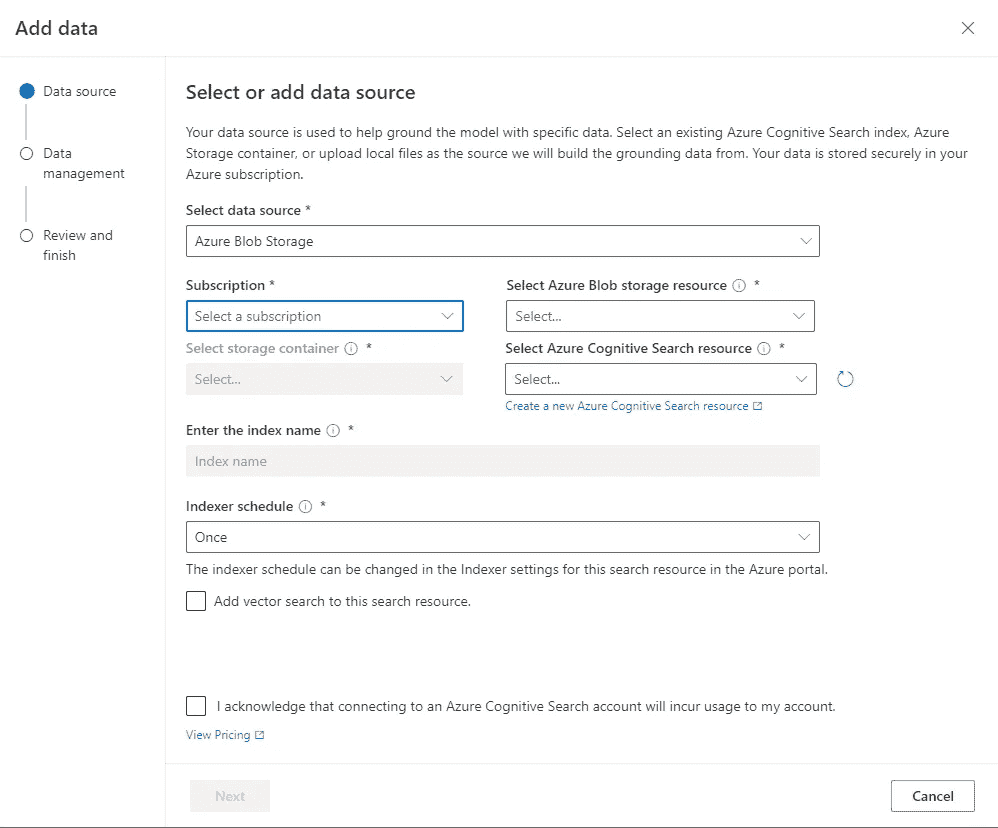 Add data
Data source
Data
management
Review and
finish
Select or add data source
Your data source is used to help ground the model with specific data. Select an existing Azure Cognitive Search index, Azure
Storage container, or upload local files as the source we will build the grounding data from. Your data is stored securely in your
Azure subscription.
Select data source *
Azure Blob Storage
Subscription *
Select a subscription
Select Azure Blob storage resource *
Select...
Select storage container *
Select...
Select Azure Cognitive Search resource *
Select...
Create a new Azure Cognitive Search resource
Enter the index name *
Index name
Indexer schedule *
Once
The indexer schedule can be changed in the Indexer settings for this search resource in the Azure portal.
Add vector search to this search resource.
I acknowledge that connecting to an Azure Cognitive Search account will incur usage to my account.
View Pricing
Next
Cancel